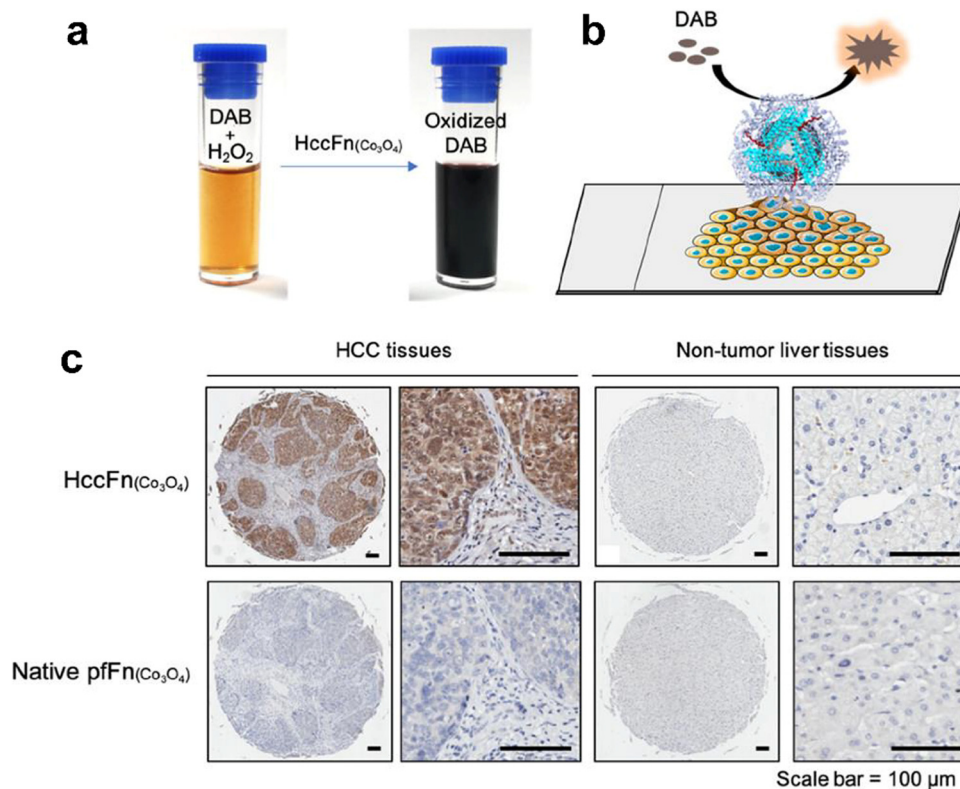 a
DAB
+
H₂O₂
HccFn(Co₃O₄)
Oxidized
DAB
b
DAB
c
HCC tissues
Non-tumor liver tissues
HccFn(Co₃O₄)
Native pfFn(Co₃O₄)
Scale bar = 100 μm